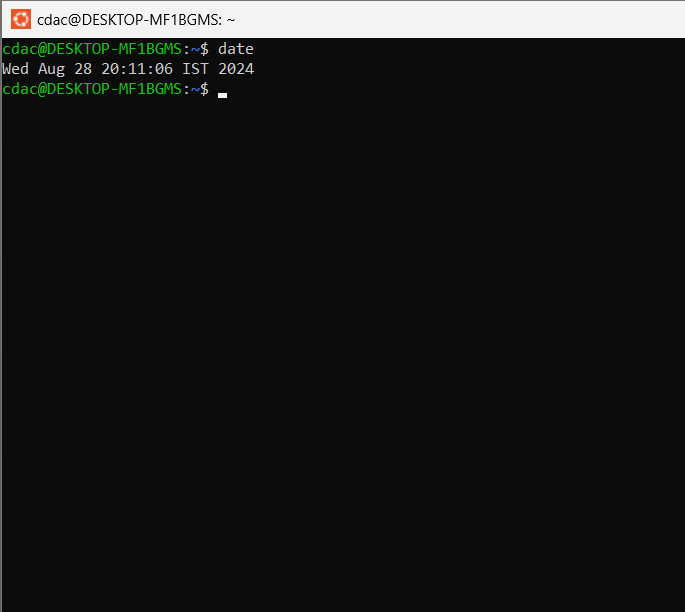 cdac@DESKTOP-MF1BGMS: ~
cdac@DESKTOP-MF1BGMS:~$ date
Wed Aug 28 20:11:06 IST 2024
cdac@DESKTOP-MF1BGMS:~$